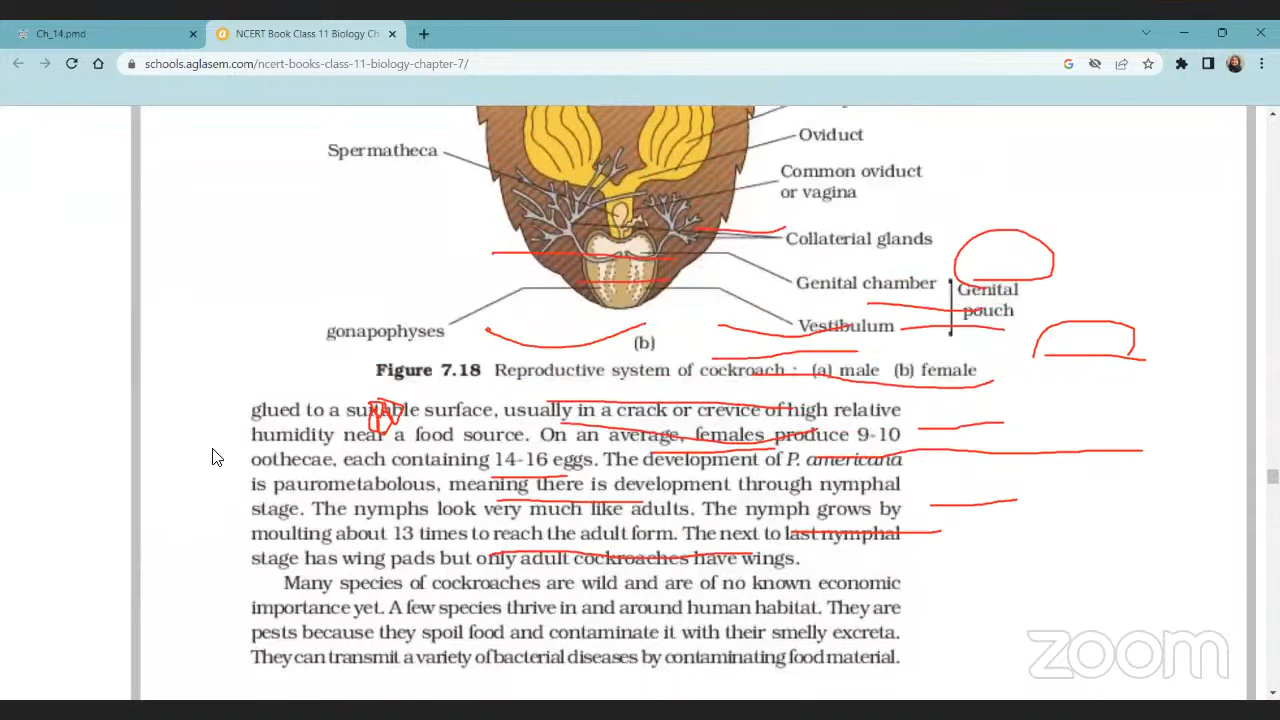 Ch_14.pmd
NCERT Book Class 11 Biology Ch
schools.aglasem.com/ncert-books-class-11-biology-chapter-7/
Oviduct
Spermatheca
Common oviduct
or vagina
Collaterial glands
Genital chamber
Genital
pouch
Vestibulum
gonapophyses
(b)
Figure 7.18 Reproductive system of cockroach : (a) male (b) female
glued to a suitable surface, usually in a crack or crevice of high relative
humidity near a food source. On an average, females produce 9-10
oothecae, each containing 14-16 eggs. The development of P. americana
is paurometabolous, meaning there is development through nymphal
stage. The nymphs look very much like adults. The nymph grows by
moulting about 13 times to reach the adult form. The next to last nymphal
stage has wing pads but only adult cockroaches have wings.
Many species of cockroaches are wild and are of no known economic
importance yet. A few species thrive in and around human habitat. They are
pests because they spoil food and contaminate it with their smelly excreta.
They can transmit a variety of bacterial diseases by contaminating food material.
zoom